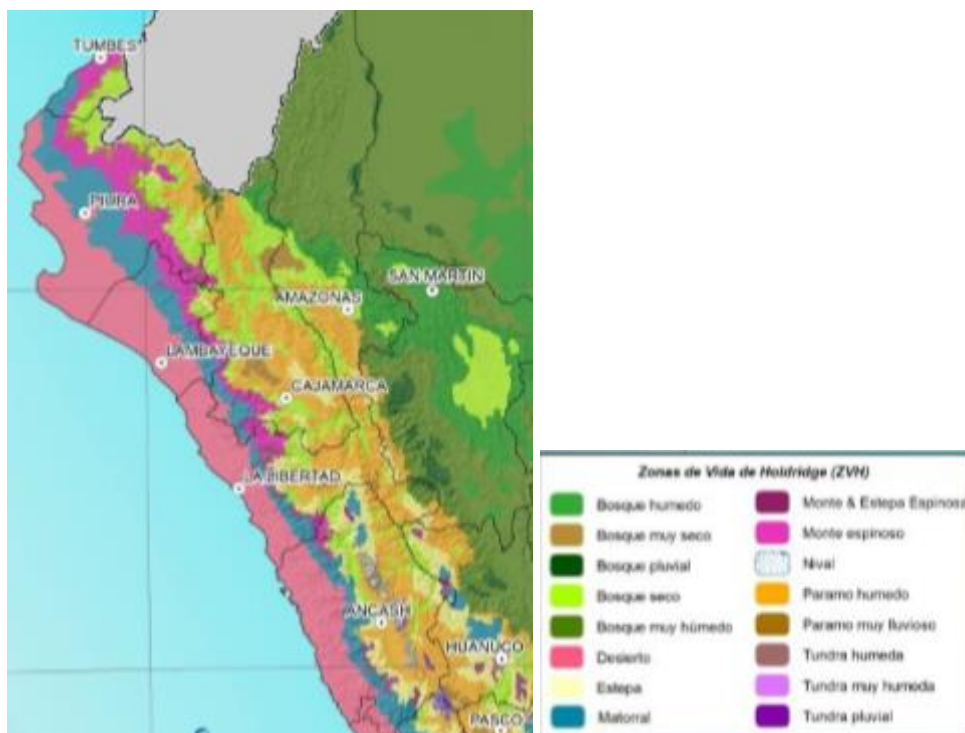 TUMBES
PIURA
SAN MARTIN
AMAZONAS
LAMBAYEQUE
CAJAMARCA
LA LIBERTAD
ANCASH
HUANUCO
PASCO
Zonas de Vida de Holdridge (ZVH)
Bosque humedo
Bosque muy seco
Bosque pluvial
Bosque seco
Bosque muy húmedo
Desierto
Estepa
Matorral
Monte & Estepa Espinosa
Monte espinoso
Nival
Paramo humedo
Paramo muy lluvioso
Tundra humeda
Tundra muy humeda
Tundra pluvial